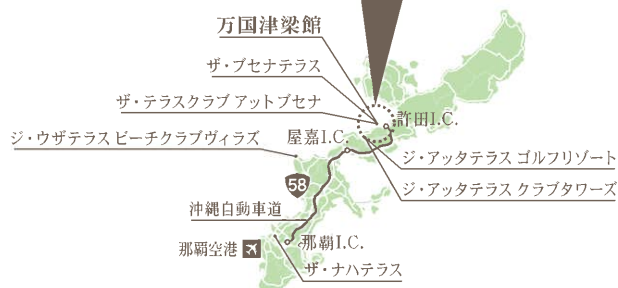 万国津梁館
ザ・ブセナテラス
ザ・テラスクラブ アットブセナ
許田I.C.
ジ・ウザテラス ビーチクラブヴィラズ
屋嘉I.C.
ジ・アッタテラス ゴルフリゾート
58
ジ・アッタテラス クラブタワーズ
沖縄自動車道
那覇空港
那覇I.C.
ザ・ナハテラス